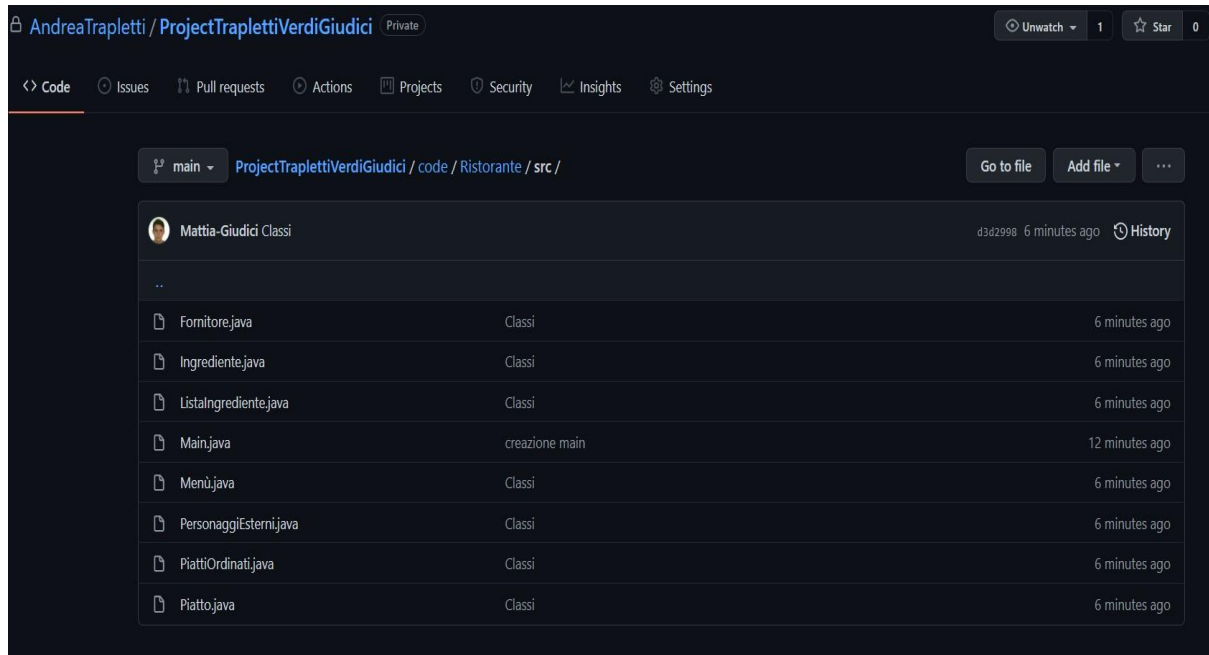 AndreaTrapletti / ProjectTraplettiVerdiGiudici Private Unwatch 1 Star 0
Code Issues Pull requests Actions Projects Security Insights Settings
main ProjectTraplettiVerdiGiudici / code / Ristorante / src / Go to file Add file ...
Mattia-Giudici Classi d3d2998 6 minutes ago History
..
Fornitore.java Classi 6 minutes ago
Ingrediente.java Classi 6 minutes ago
ListaIngrediente.java Classi 6 minutes ago
Main.java creazione main 12 minutes ago
Menù.java Classi 6 minutes ago
PersonaggiEsterni.java Classi 6 minutes ago
PiattiOrdinati.java Classi 6 minutes ago
Piatto.java Classi 6 minutes ago